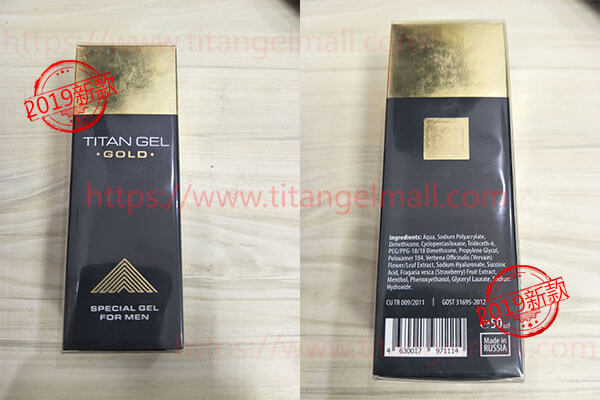 https://www.titangelmall.com
2019新款
TITAN GEL
GOLD
https://www.titangelmall.com
SPECIAL GEL
FOR MEN
https://www.titangelmall.com
Ingredients: Aqua, Sodium Polyacrylate,
Dimethicone, Cyclopentasiloxane, Trideceth-6,
PEG/PPG-18/18 Dimethicone, Propylene Glycol,
Poloxamer 184, Verbena Officinalis (Vervain)
Flower/Leaf Extract, Sodium Hyaluronate, Succinic
Acid, Fragaria vesca (Strawberry) Fruit Extract,
Menthol, Phenoxyethanol, Glyceryl Laurate, Sodium
Hydroxide.
CU TR 009/2011 GOST 31695-2012
2019新款
4 630017 971114
℮50
Made in
RUSSIA